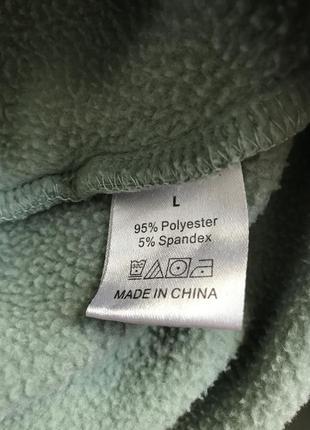 L
95% Polyester
5% Spandex
MADE IN CHINA